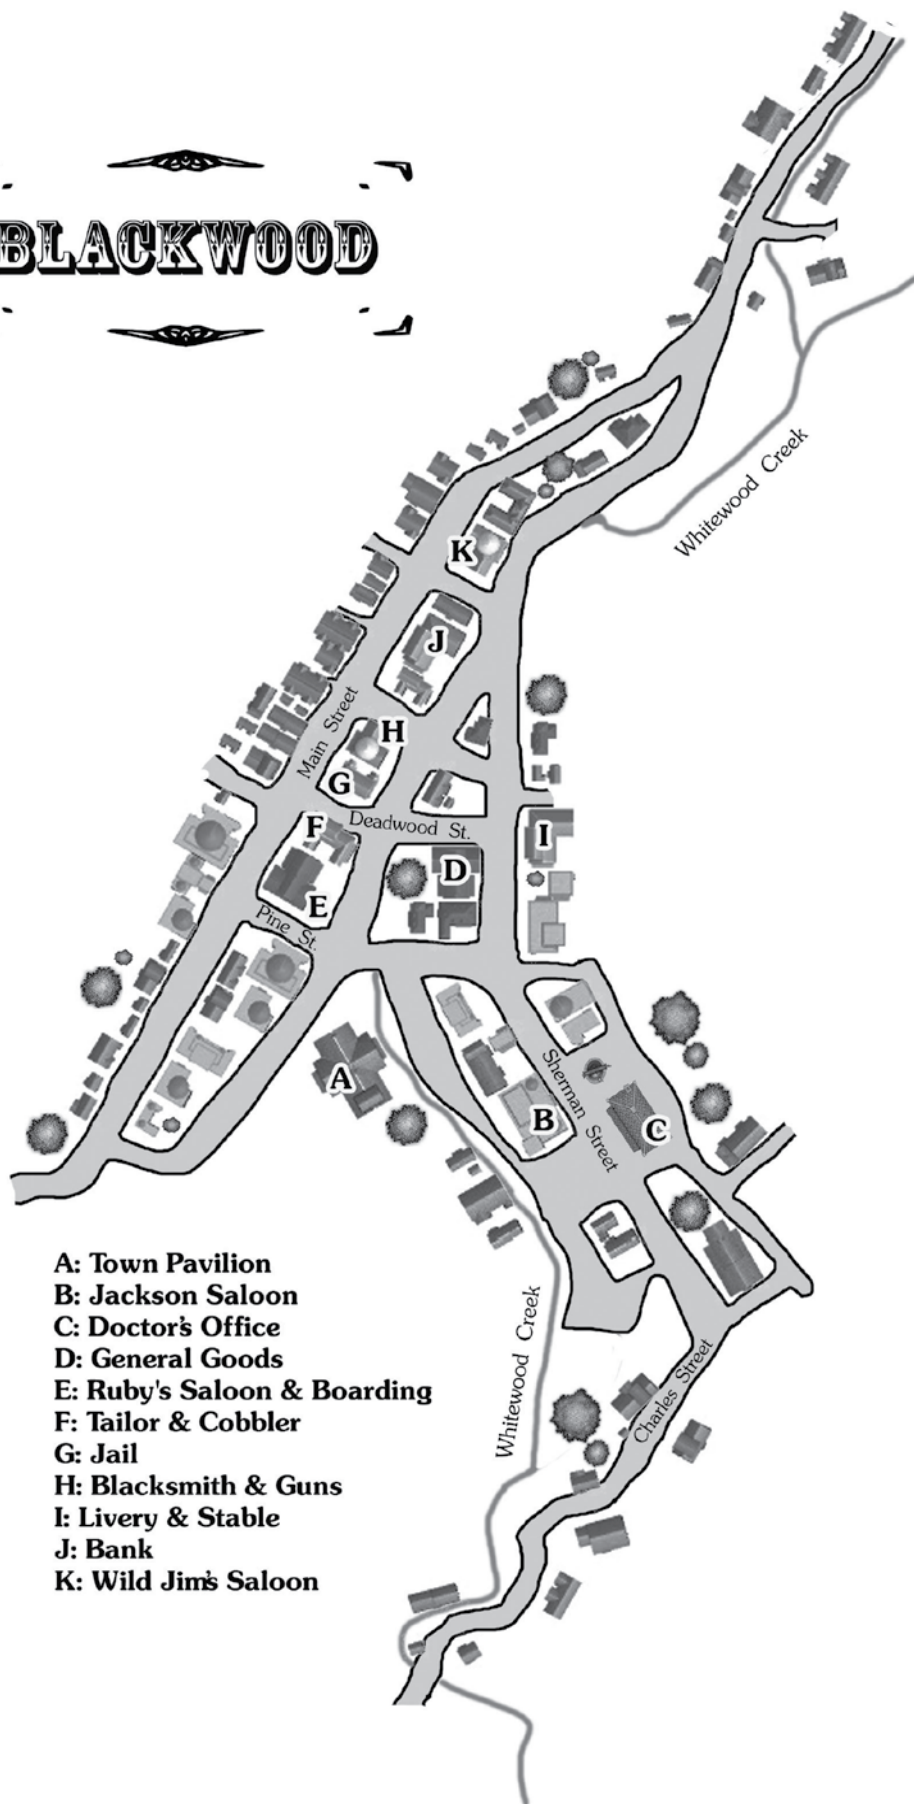 BLACKWOOD
Whitewood Creek
K
J
Main Street
H
G
F
Deadwood St.
I
D
E
Pine St.
A
Sherman Street
B
C
A: Town Pavilion
B: Jackson Saloon
C: Doctor's Office
D: General Goods
E: Ruby's Saloon & Boarding
F: Tailor & Cobbler
G: Jail
H: Blacksmith & Guns
I: Livery & Stable
J: Bank
K: Wild Jim's Saloon
Whitewood Creek
Charles Street